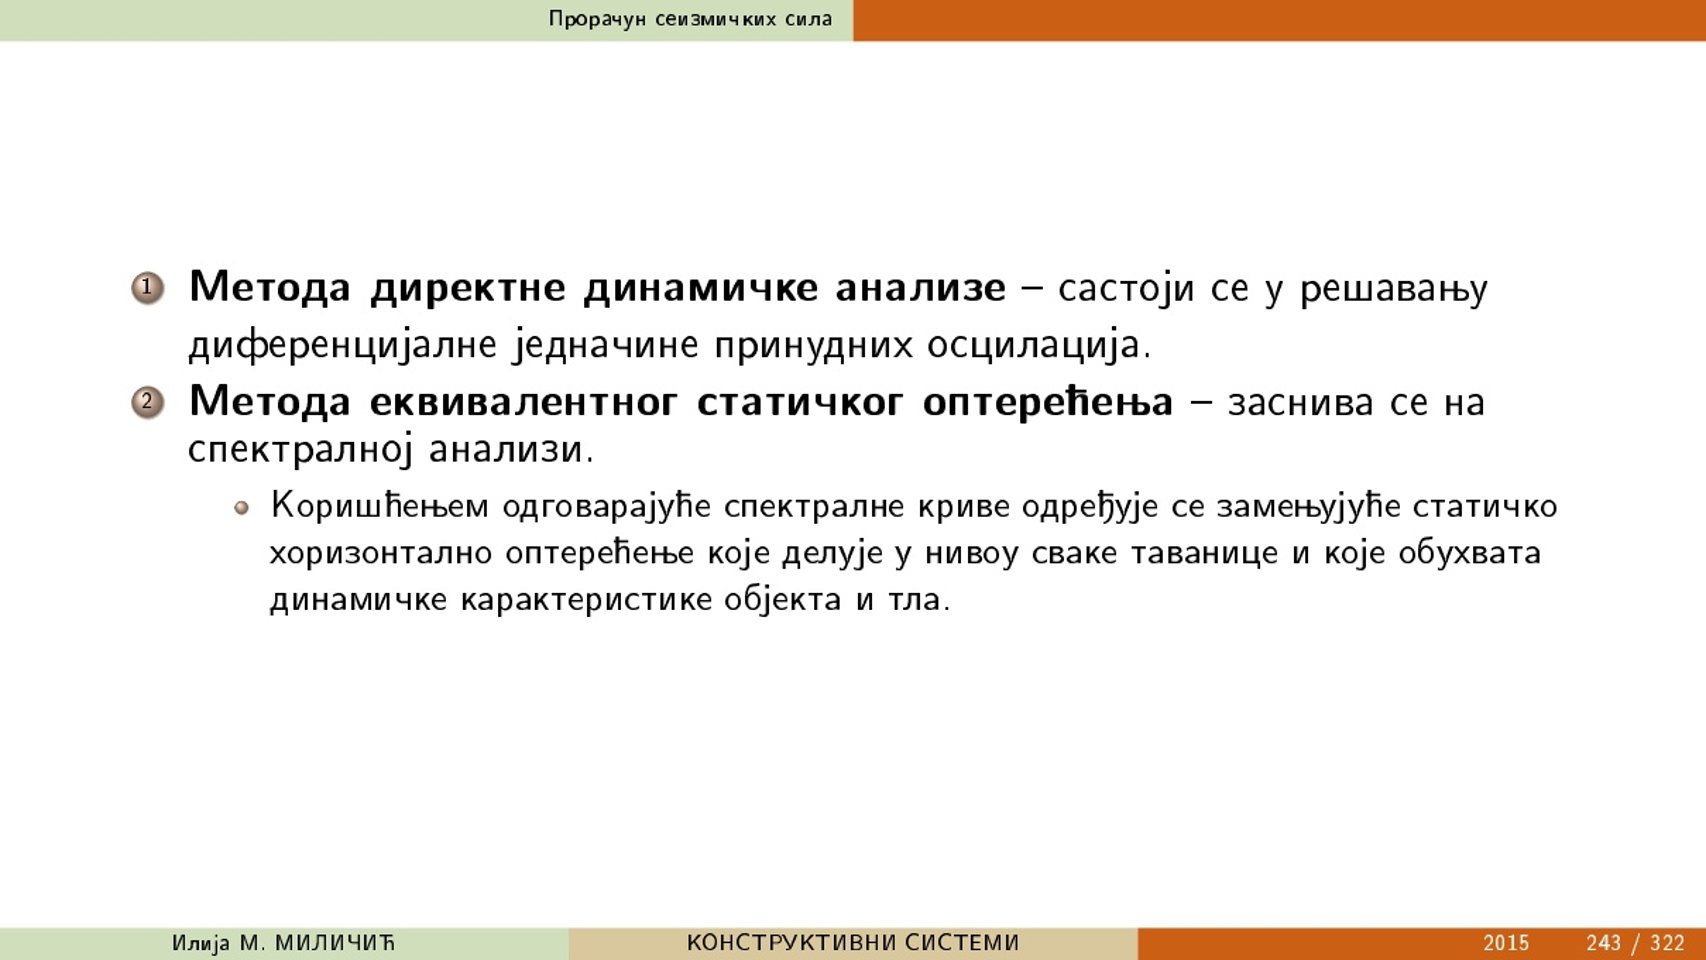 Прорачун сеизмичких сила
1 Метода директне динамичке анализе – састоји се у решавању
диференцијалне једначине принудних осцилација.
2 Метода еквивалентног статичког оптерећења – заснива се на
спектралној анализи.
Коришћењем одговарајуће спектралне криве одређује се замењујуће статичко
хоризонтално оптерећење које делује у нивоу сваке таванице и које обухвата
динамичке карактеристике објекта и тла.
Илија М. МИЛИЧИЋ КОНСТРУКТИВНИ СИСТЕМИ 2015 243 / 322